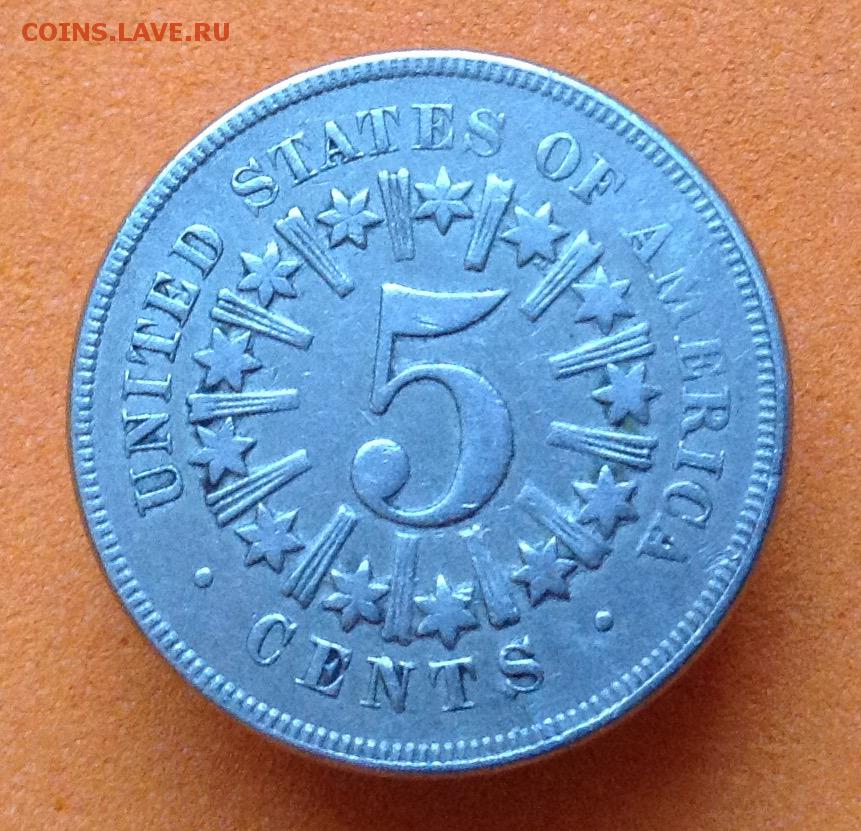 COINS.LAVE.RU
UNITED STATES OF AMERICA
5
· CENTS ·